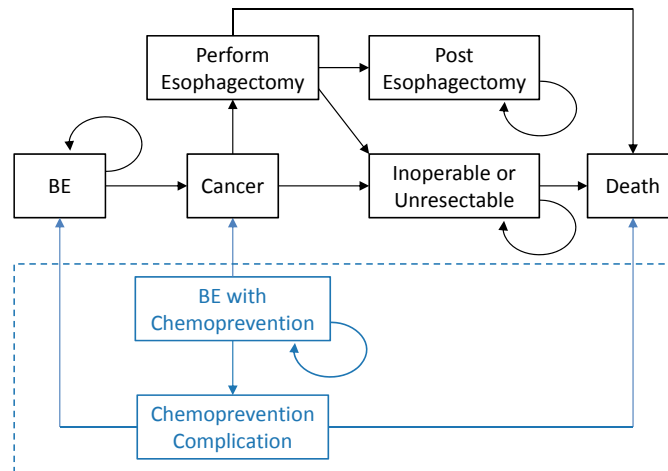 Perform
Esophagectomy
Post
Esophagectomy
BE
Cancer
Inoperable or
Unresectable
Death
BE with
Chemoprevention
Chemoprevention
Complication